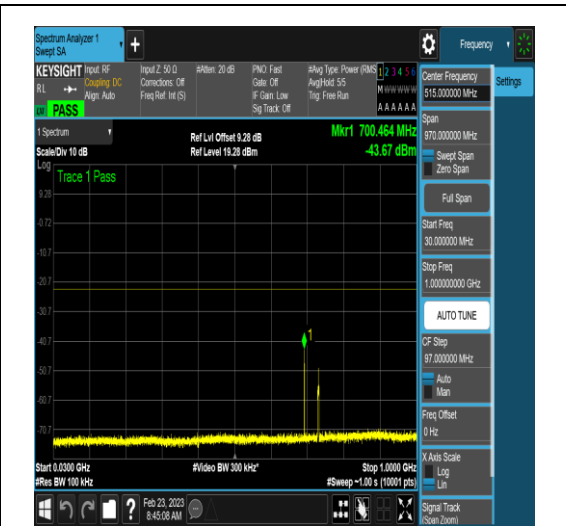 Spectrum Analyzer 1
Swept SA
Frequency
KEYSIGHT
RL
PASS
Input: RF
Coupling: DC
Align: Auto
Input Z: 50 Ω
Corrections: Off
Freq Ref: Int (S)
#Atten: 20 dB
PNO: Fast
Gate: Off
IF Gain: Low
Sig Track: Off
#Avg Type: Power (RMS
Avg|Hold: 5/5
Trig: Free Run
1 2 3 4 5 6
M W W W W W
A A A A A A
Center Frequency
515.000000 MHz
Settings
1 Spectrum
Scale/Div 10 dB
Ref Lvl Offset 9.28 dB
Ref Level 19.28 dBm
Mkr1 700.464 MHz
-43.67 dBm
Span
970.000000 MHz
Swept Span
Zero Span
Log
Trace 1 Pass
9.28
-0.72
-10.7
-20.7
-30.7
-40.7
-50.7
-60.7
-70.7
1
Full Span
Start Freq
30.000000 MHz
Stop Freq
1.000000000 GHz
AUTO TUNE
CF Step
97.000000 MHz
Auto
Man
Freq Offset
0 Hz
X Axis Scale
Log
Lin
Signal Track
(Span Zoom)
Start 0.0300 GHz
#Res BW 100 kHz
#Video BW 300 kHz*
Stop 1.0000 GHz
#Sweep ~1.00 s (10001 pts)
?
Feb 23, 2023
8:45:08 AM